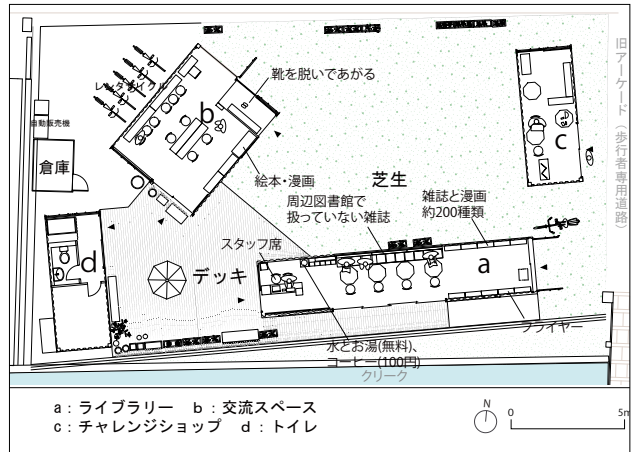 靴を脱いであがる
レンタサイクル
b
自動販売機
倉庫
絵本・漫画
芝生
周辺図書館で
扱っていない雑誌
雑誌と漫画
約200種類
c
旧アーケード（歩行者専用道路）
スタッフ席
d
デッキ
a
フライヤー
水とお湯(無料)、
コーヒー(100円)
クリーク
a：ライブラリー b：交流スペース
c：チャレンジショップ d：トイレ
N
0 5m